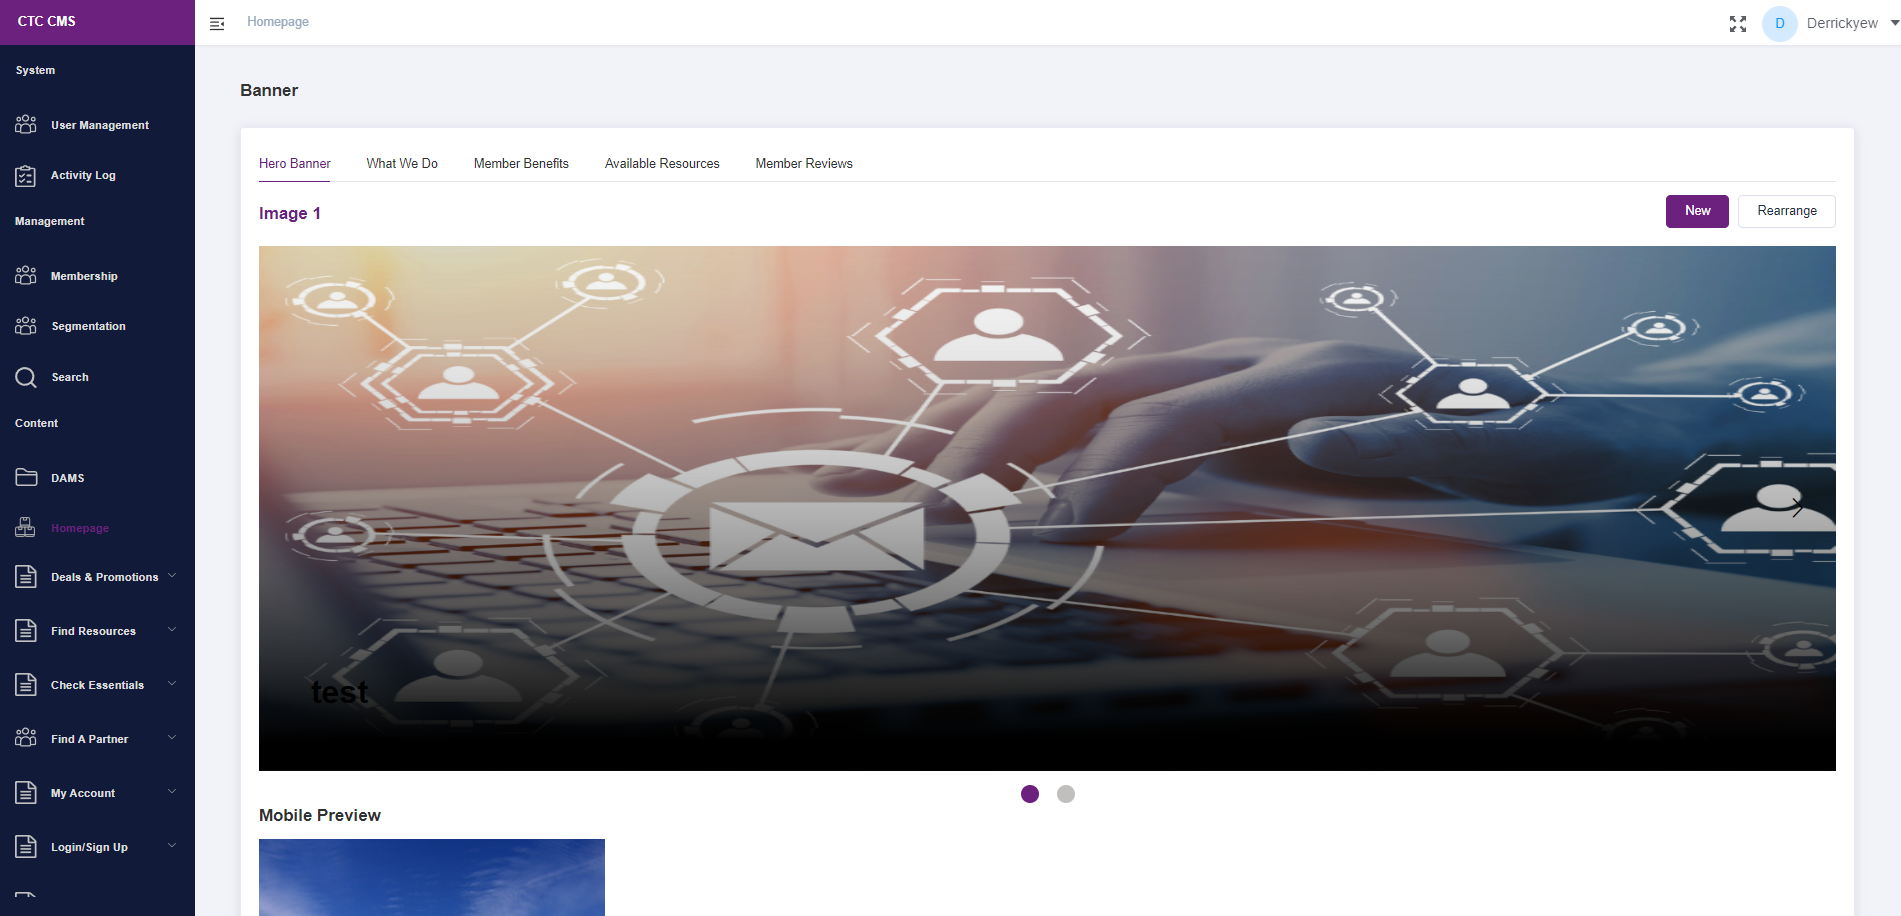 CTC CMS
Homepage
D
Derrickyew
System
User Management
Activity Log
Management
Membership
Segmentation
Search
Content
DAMS
Homepage
Deals & Promotions
Find Resources
Check Essentials
Find A Partner
My Account
Login/Sign Up
Banner
Hero Banner
What We Do
Member Benefits
Available Resources
Member Reviews
Image 1
New
Rearrange
test
Mobile Preview